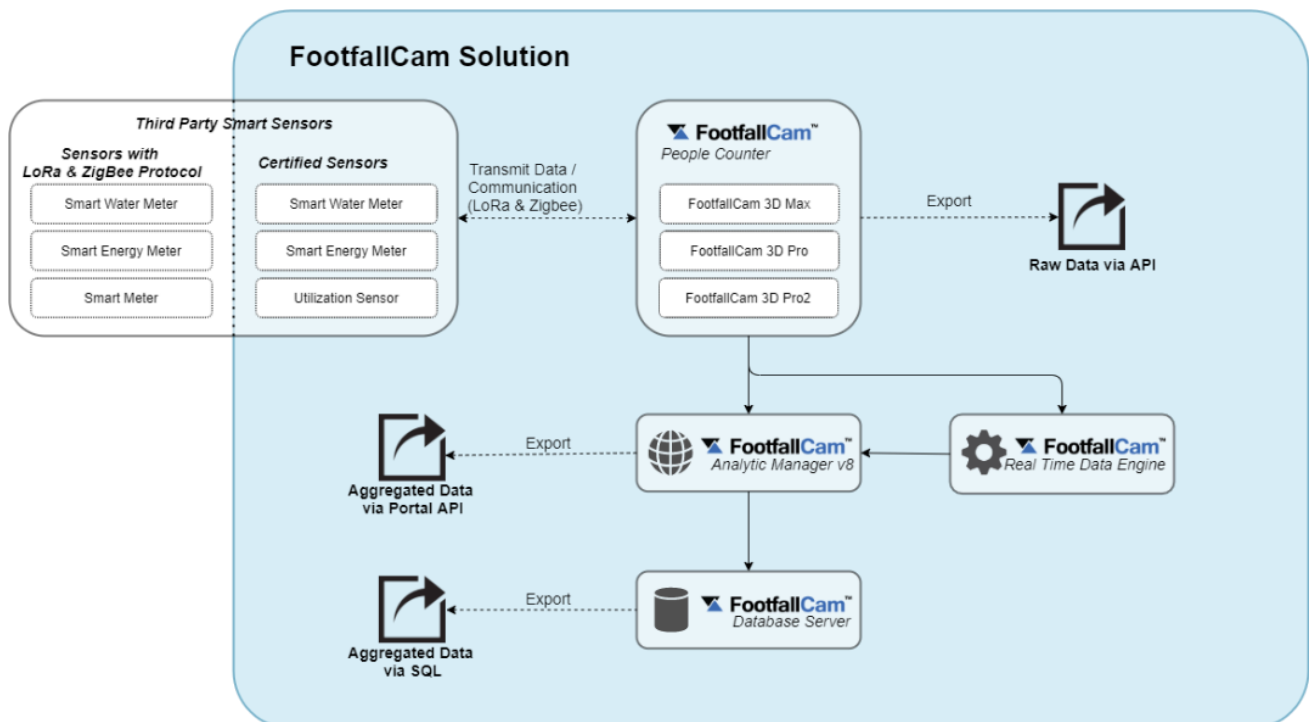 FootfallCam Solution
Third Party Smart Sensors
Sensors with
LoRa & ZigBee Protocol
Smart Water Meter
Smart Energy Meter
Smart Meter
Certified Sensors
Smart Water Meter
Smart Energy Meter
Utilization Sensor
Transmit Data /
Communication
(LoRa & Zigbee)
FootfallCam™
People Counter
FootfallCam 3D Max
FootfallCam 3D Pro
FootfallCam 3D Pro2
Export
Raw Data via API
Aggregated Data
via Portal API
Export
FootfallCam™
Analytic Manager v8
FootfallCam™
Real Time Data Engine
Aggregated Data
via SQL
Export
FootfallCam™
Database Server